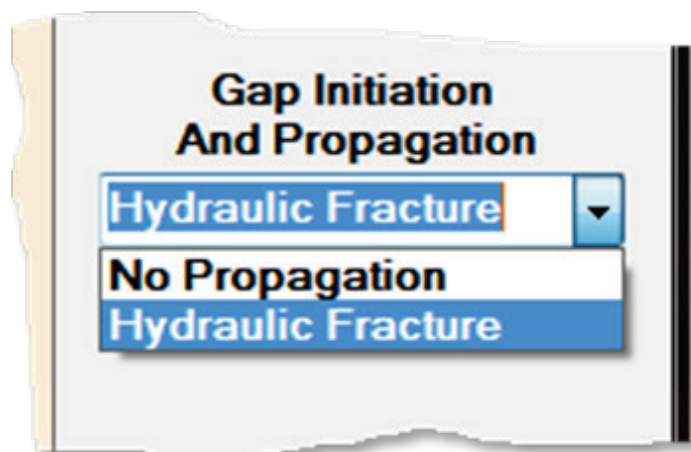 Gap Initiation
And Propagation
Hydraulic Fracture
No Propagation
Hydraulic Fracture